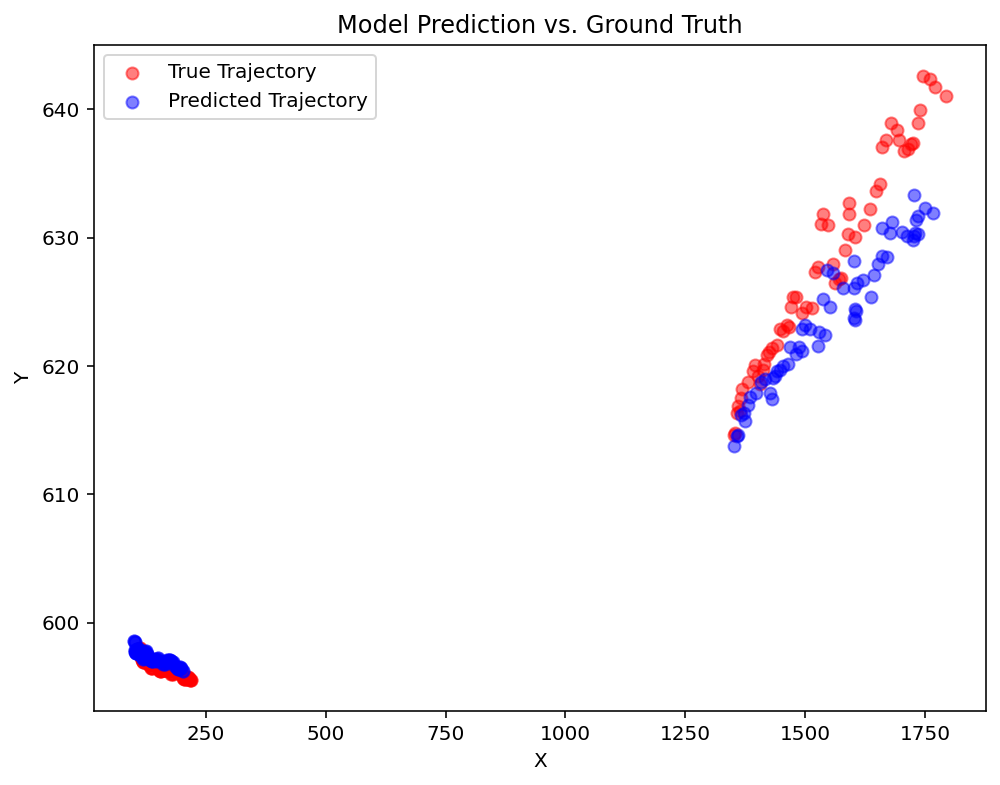 Model Prediction vs. Ground Truth
True Trajectory
Predicted Trajectory
640
630
620
610
600
Y
250 500 750 1000 1250 1500 1750
X